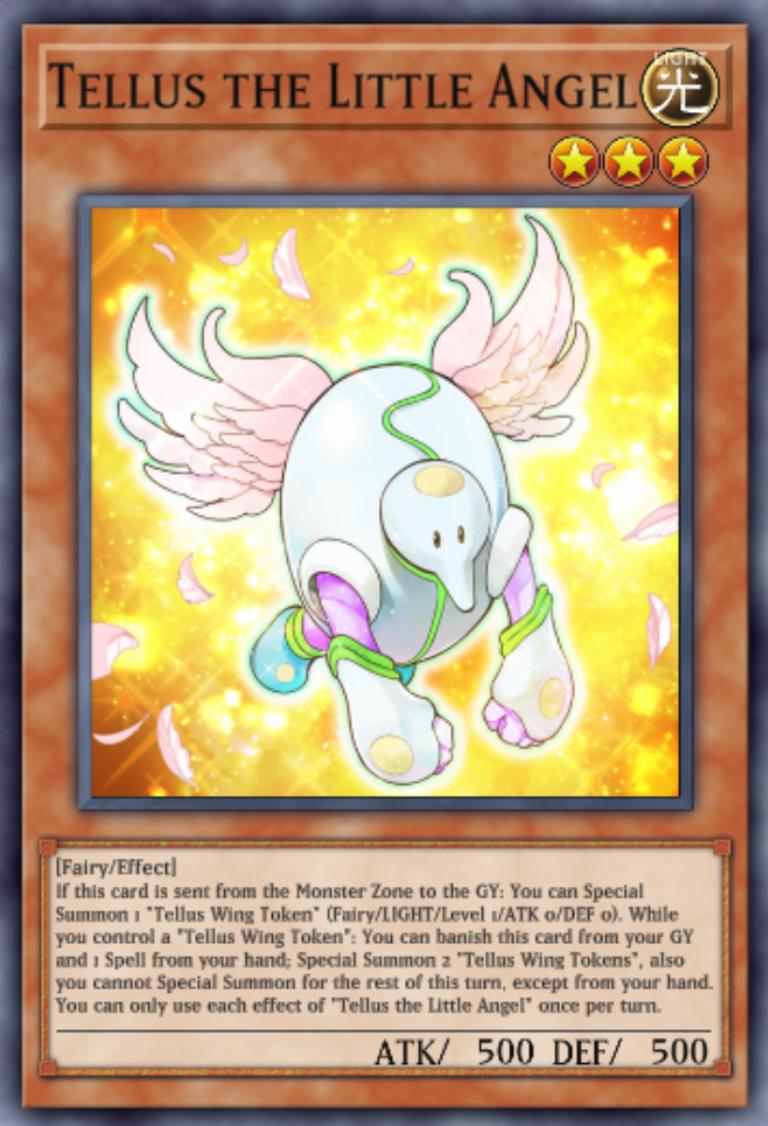 TELLUS THE LITTLE ANGEL
LIGHT
光
[Fairy/Effect]
If this card is sent from the Monster Zone to the GY: You can Special
Summon 1 "Tellus Wing Token" (Fairy/LIGHT/Level 1/ATK 0/DEF 0). While
you control a "Tellus Wing Token": You can banish this card from your GY
and 1 Spell from your hand; Special Summon 2 "Tellus Wing Tokens", also
you cannot Special Summon for the rest of this turn, except from your hand.
You can only use each effect of "Tellus the Little Angel" once per turn.
ATK/ 500 DEF/ 500